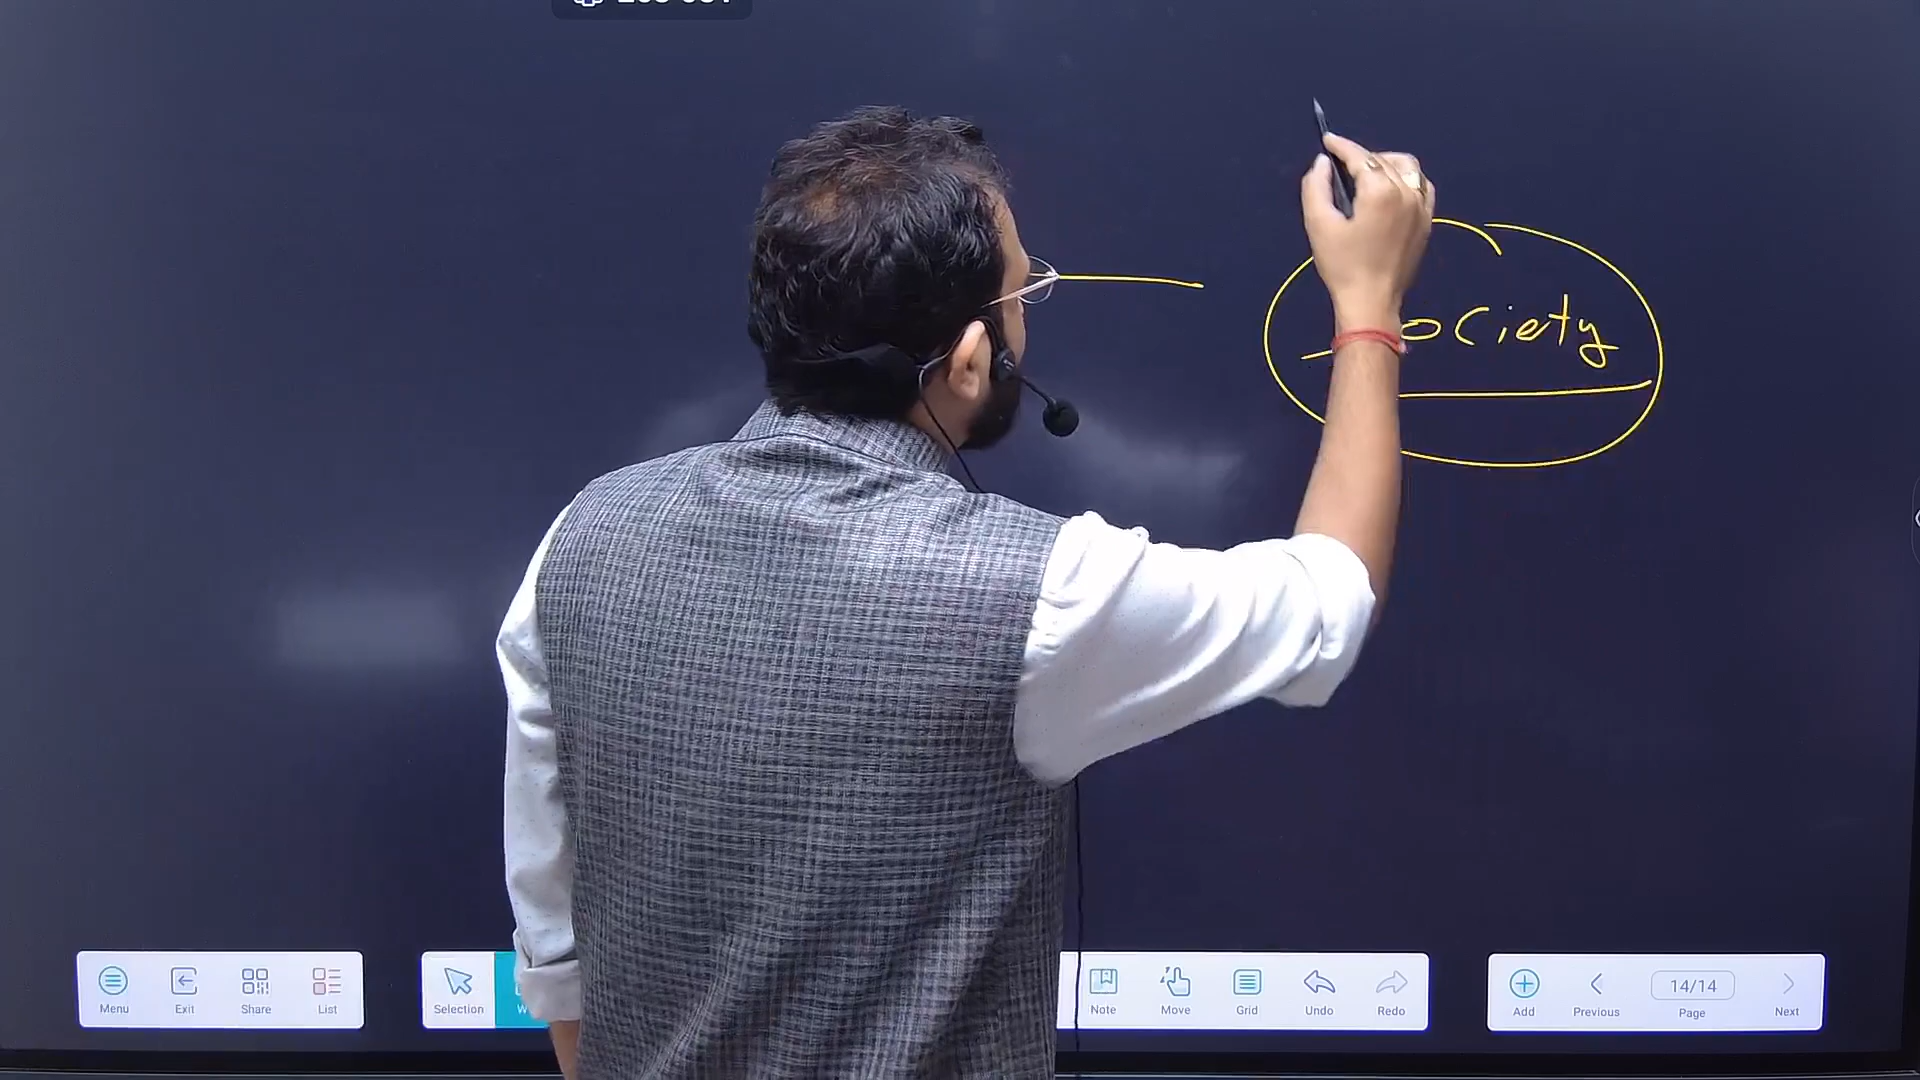 ociety
Menu
Exit
Share
List
Selection
W
Note
Move
Grid
Undo
Redo
Add
Previous
14/14
Page
Next